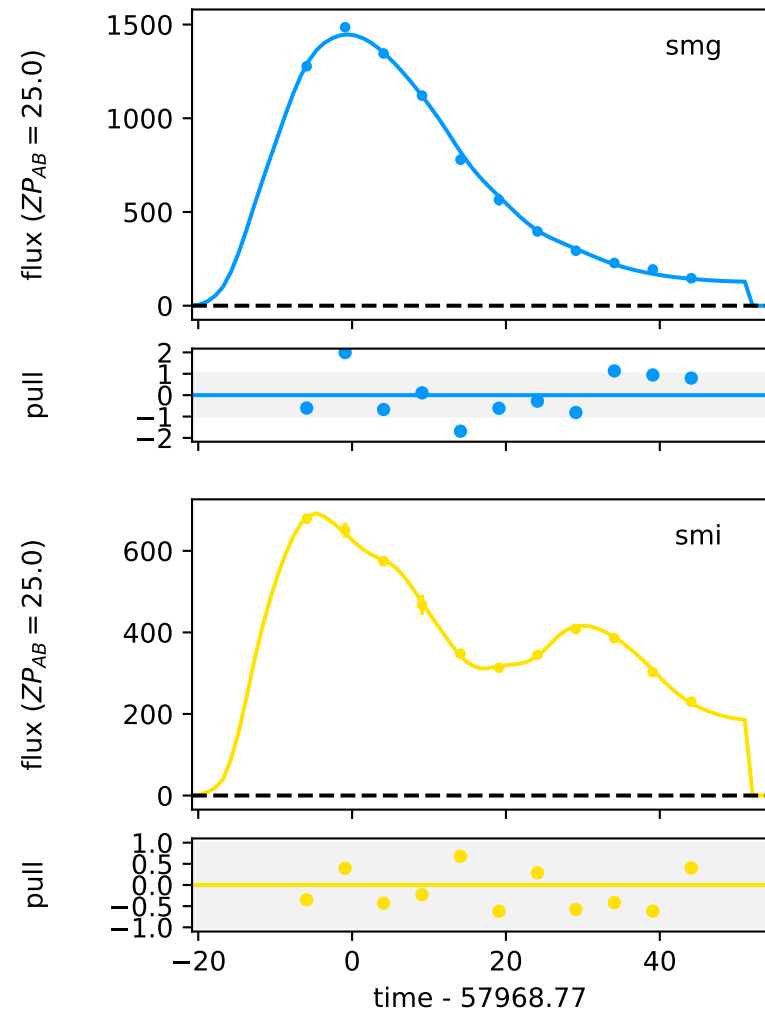 smg
flux (ZP_AB = 25.0)
1500
1000
500
0
pull
2
1
0
−1
−2
smi
flux (ZP_AB = 25.0)
600
400
200
0
pull
1.0
0.5
0.0
−0.5
−1.0
−20 0 20 40
time - 57968.77